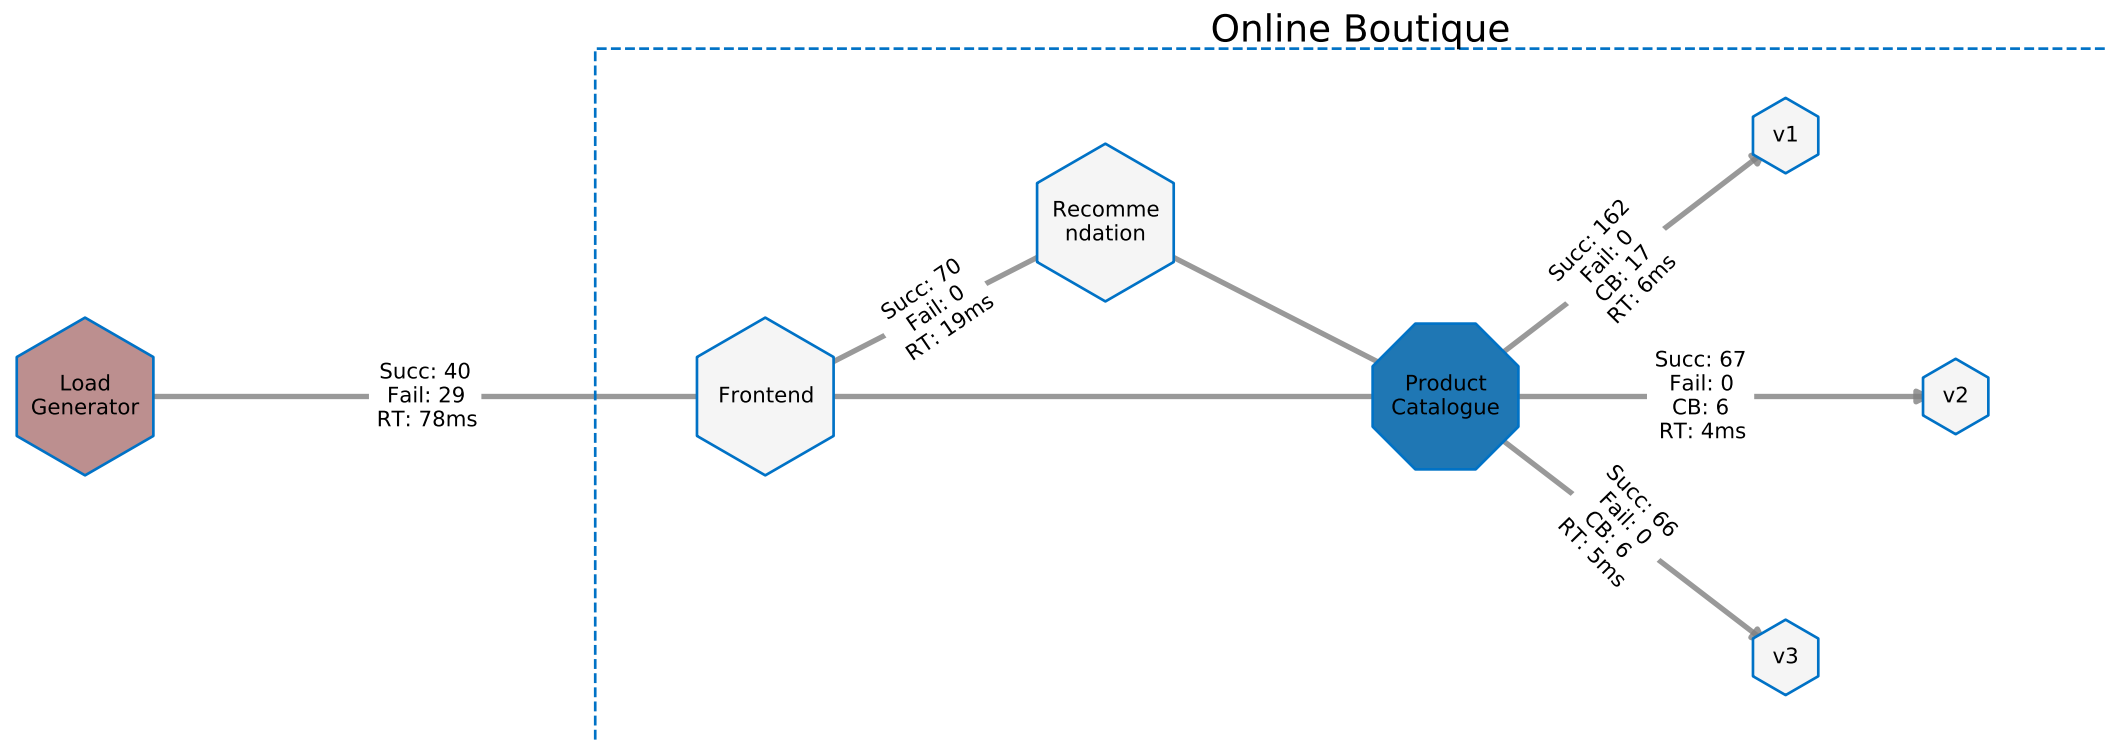 Online Boutique
Load
Generator
Succ: 40
Fail: 29
RT: 78ms
Frontend
Succ: 70
Fail: 0
RT: 19ms
Recomme
ndation
Product
Catalogue
Succ: 162
Fail: 0
CB: 17
RT: 6ms
v1
Succ: 67
Fail: 0
CB: 6
RT: 4ms
v2
Succ: 66
Fail: 0
CB: 6
RT: 5ms
v3